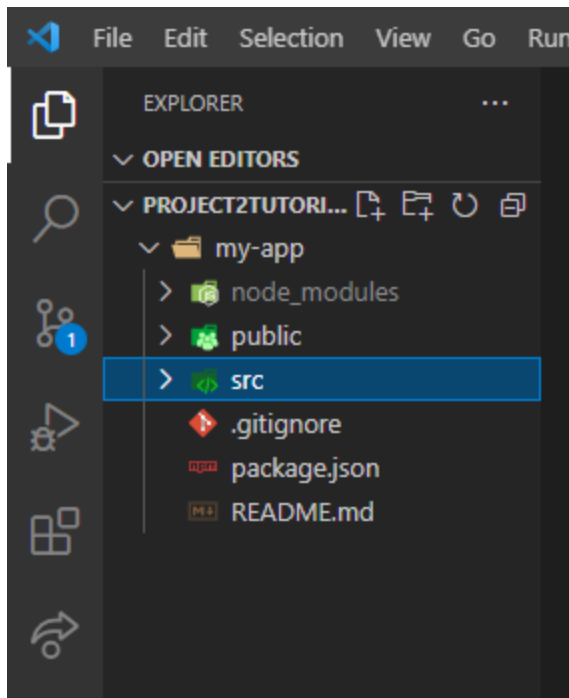 File Edit Selection View Go Run
EXPLORER ...
OPEN EDITORS
PROJECT2TUTORI...
my-app
node_modules
public
src
.gitignore
package.json
README.md
1